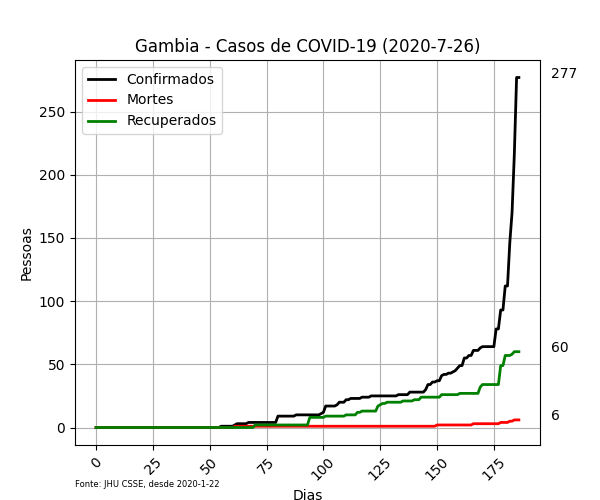 Gambia - Casos de COVID-19 (2020-7-26)
Confirmados
Mortes
Recuperados
277
60
6
Pessoas
250
200
150
100
50
0
0
25
50
75
100
125
150
175
Fonte: JHU CSSE, desde 2020-1-22
Dias